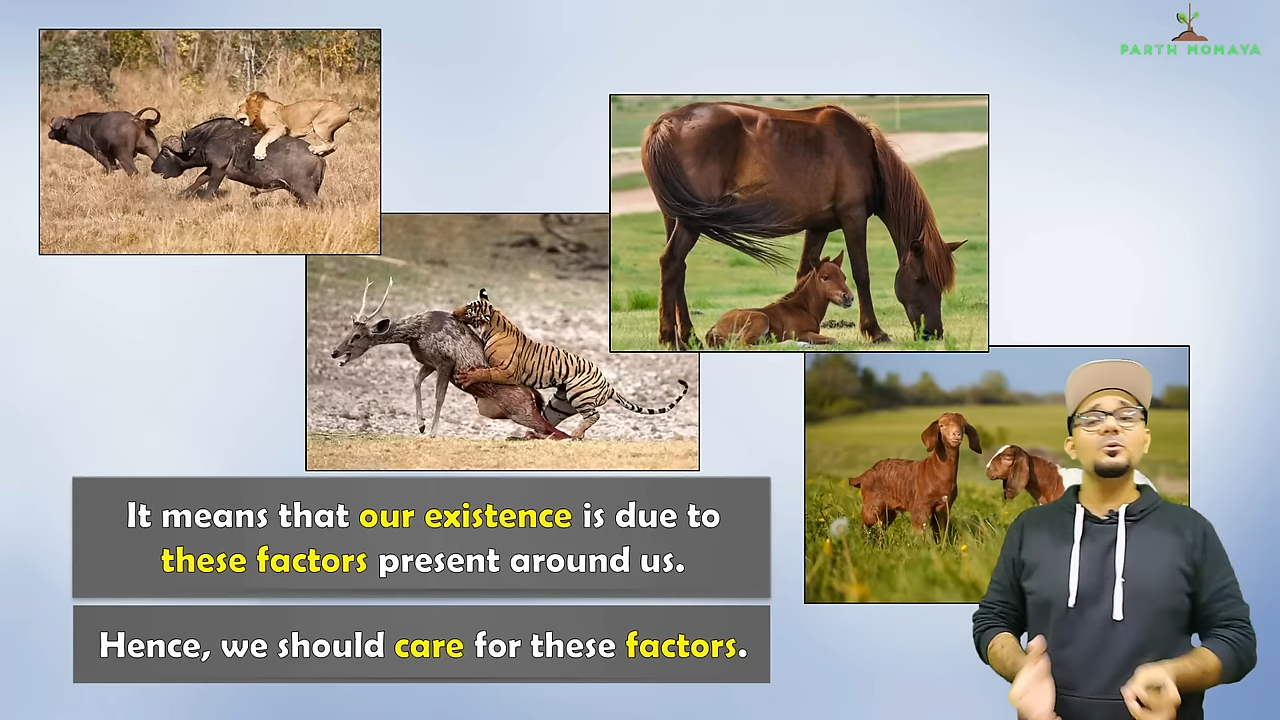 PARTH MOMAYA
It means that our existence is due to
these factors present around us.
Hence, we should care for these factors.